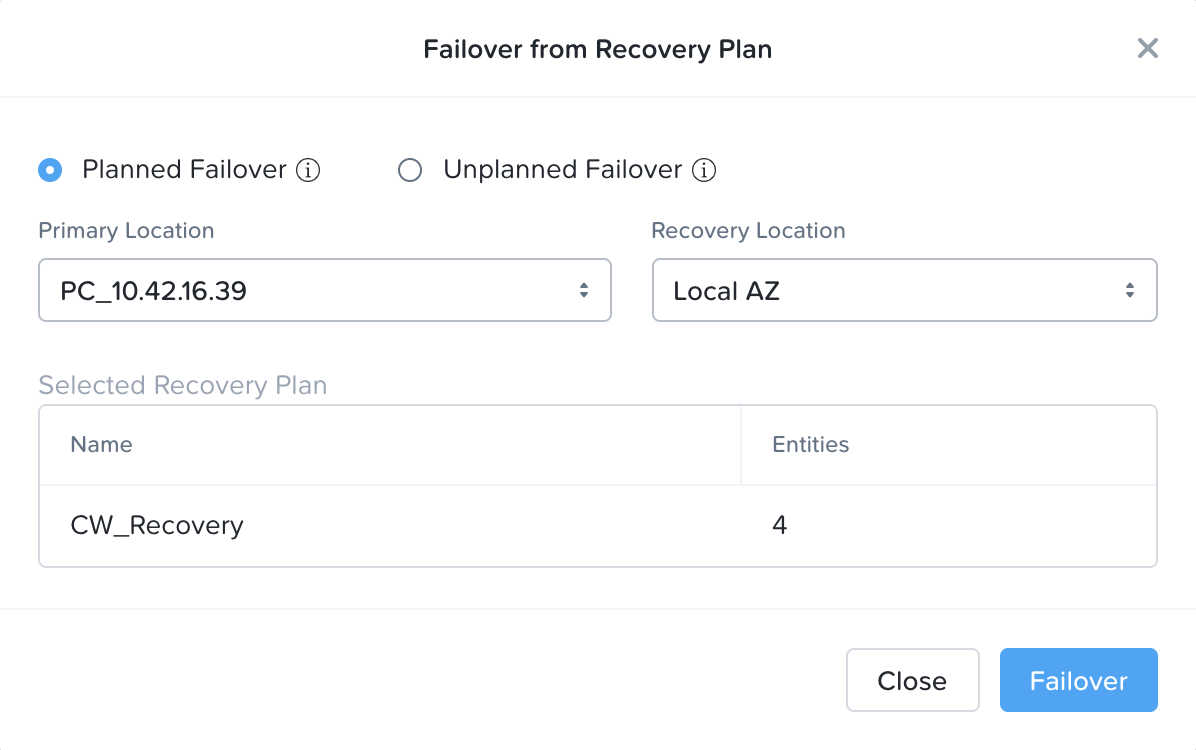 Failover from Recovery Plan
Planned Failover
Unplanned Failover
Primary Location
Recovery Location
PC_10.42.16.39
Local AZ
Selected Recovery Plan
Name
Entities
CW_Recovery
4
Close
Failover